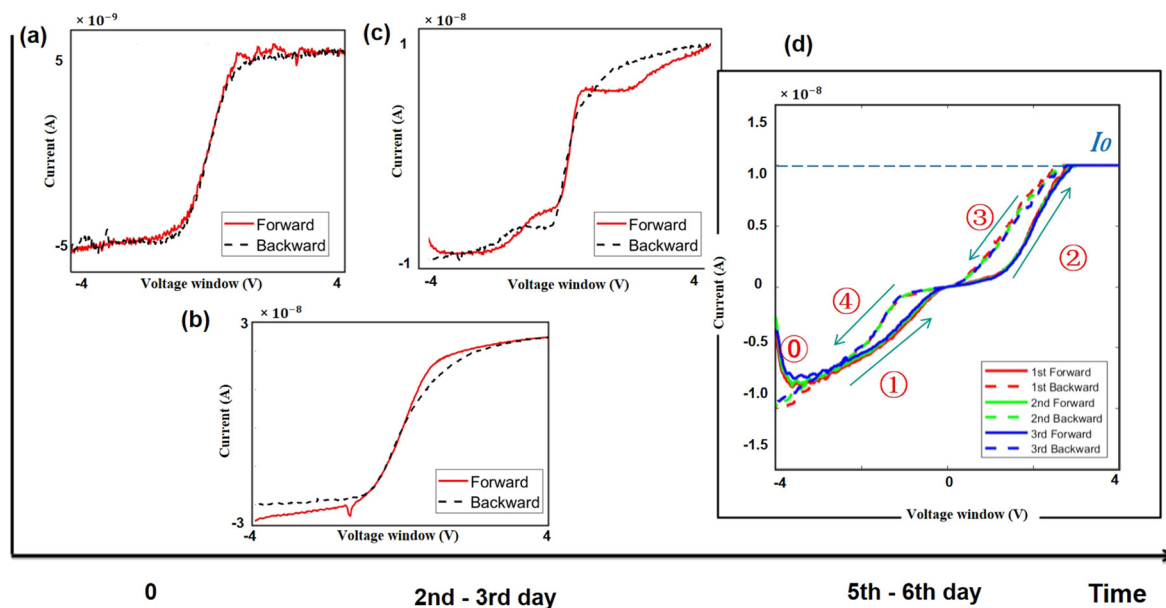 (a)
× 10⁻⁹
5
-5
Current (A)
Forward
Backward
-4
Voltage window (V)
4
(b)
× 10⁻⁸
3
-3
Current (A)
Forward
Backward
-4
Voltage window (V)
4
(c)
× 10⁻⁸
1
-1
Current (A)
Forward
Backward
-4
Voltage window (V)
4
(d)
× 10⁻⁸
1.5
1.0
0.5
0
-0.5
-1.0
-1.5
Current (A)
I0
③
②
④
⓪
①
1st Forward
1st Backward
2nd Forward
2nd Backward
3rd Forward
3rd Backward
-4
0
4
Voltage window (V)
0
2nd - 3rd day
5th - 6th day
Time